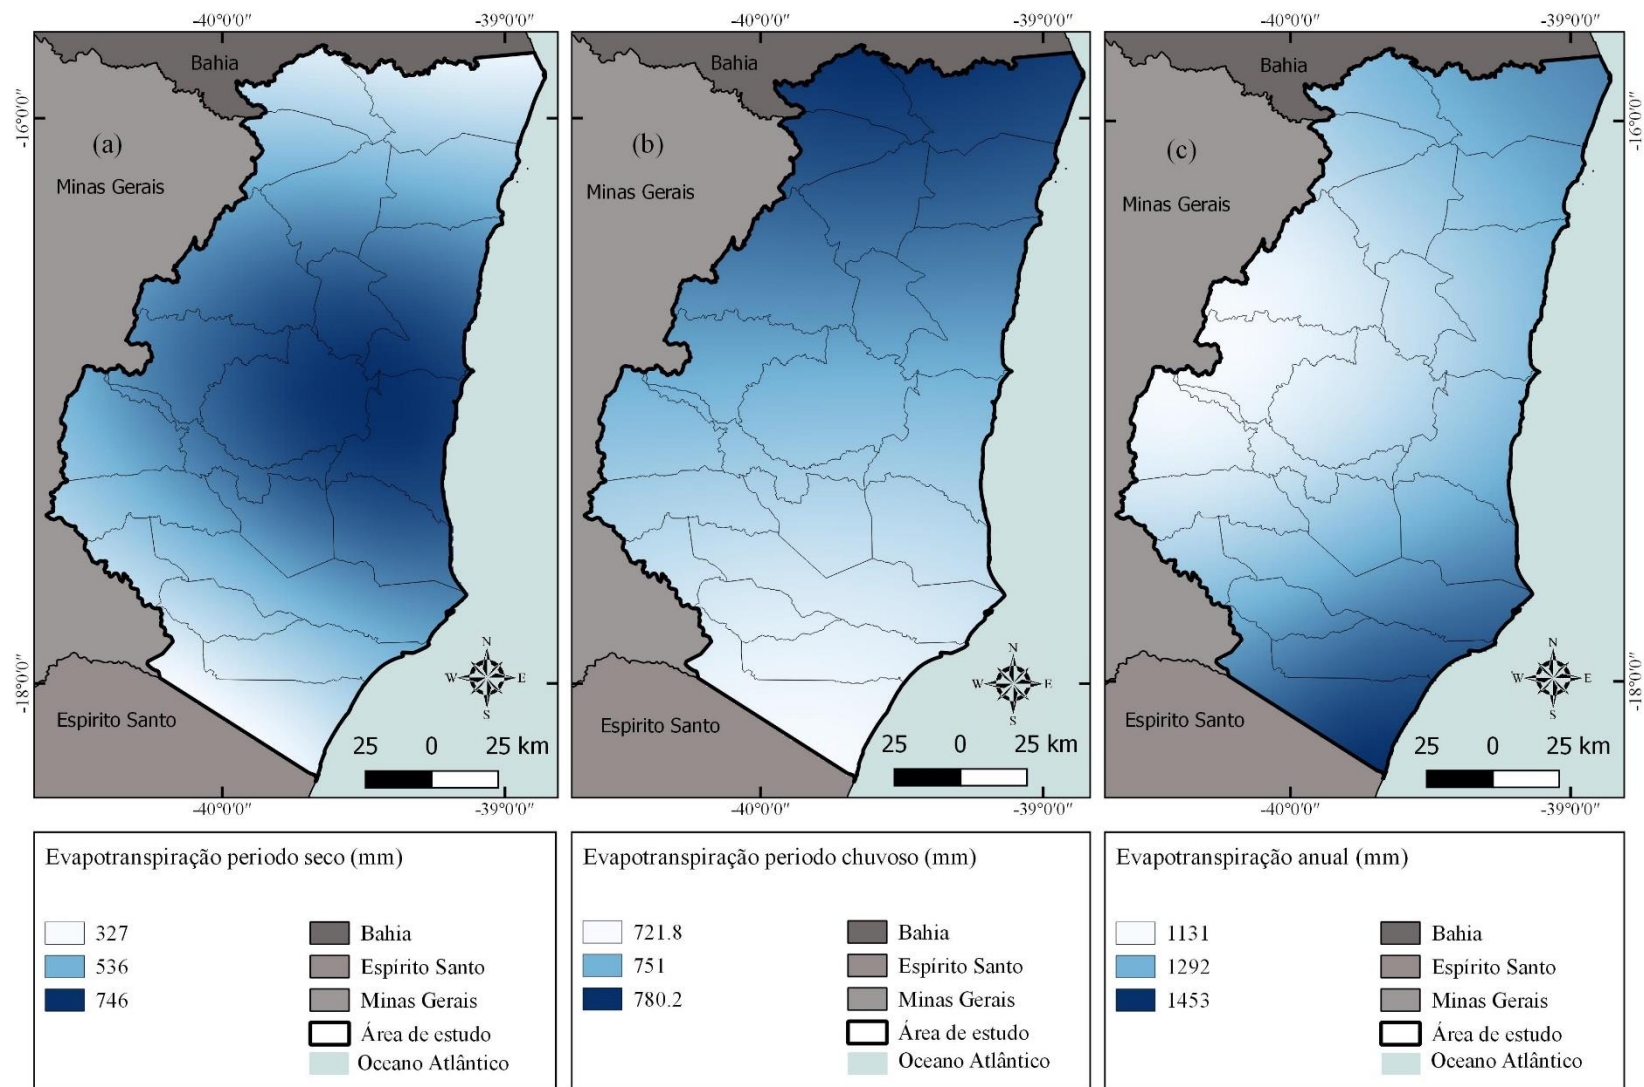 -40°0'0" -39°0'0" -40°0'0" -39°0'0" -40°0'0" -39°0'0"
Bahia Bahia Bahia
-16°0'0" -16°0'0"
(a) (b) (c)
Minas Gerais Minas Gerais Minas Gerais
N N N
W E W E W E
S S S
-18°0'0" -18°0'0"
Espirito Santo Espirito Santo Espirito Santo
25 0 25 km 25 0 25 km 25 0 25 km
-40°0'0" -39°0'0" -40°0'0" -39°0'0" -40°0'0" -39°0'0"
Evapotranspiração periodo seco (mm)
327 Bahia
536 Espírito Santo
746 Minas Gerais
Área de estudo
Oceano Atlântico
Evapotranspiração periodo chuvoso (mm)
721.8 Bahia
751 Espírito Santo
780.2 Minas Gerais
Área de estudo
Oceano Atlântico
Evapotranspiração anual (mm)
1131 Bahia
1292 Espírito Santo
1453 Minas Gerais
Área de estudo
Oceano Atlântico